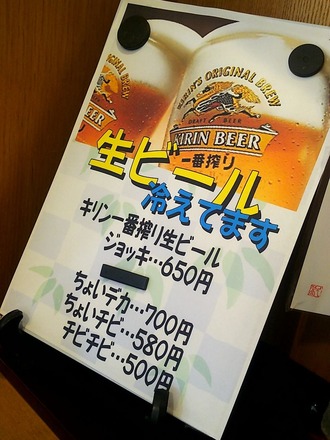 KIRIN'S ORIGINAL BREW
DRAFT BEER
KIRIN BEER
一番搾り
BEER
生ビール
冷えてます
キリン一番搾り生ビール
ジョッキ…650円
ちょいデカ…700円
ちょいチビ…580円
チビチビ…500円